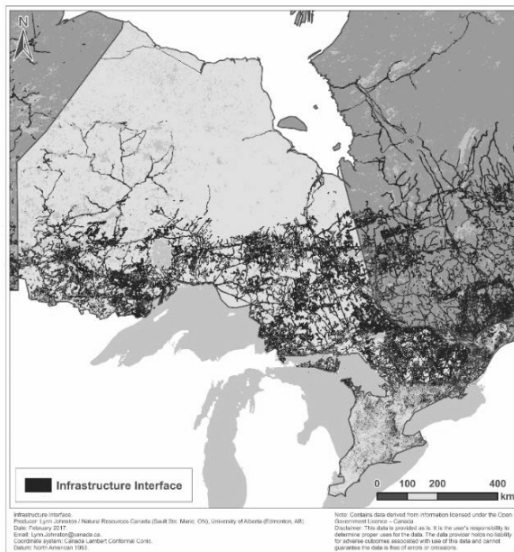 N
Infrastructure Interface
0 100 200 400
km
Infrastructure Interface.
Producer: Lynn Johnston / Natural Resources Canada (Sault Ste. Marie, ON), University of Alberta (Edmonton, AB).
Date: February 2017.
Email: Lynn.Johnston@canada.ca.
Coordinate system: Canada Lambert Conformal Conic.
Datum: North American 1983.
Note: Contains data derived from information licensed under the Open
Government Licence – Canada
Disclaimer: This data is provided as is. It is the user's responsibility to
determine proper uses for the data. The data provider holds no liability
for adverse outcomes associated with use of this data and cannot
guarantee the data is free of errors or omissions.